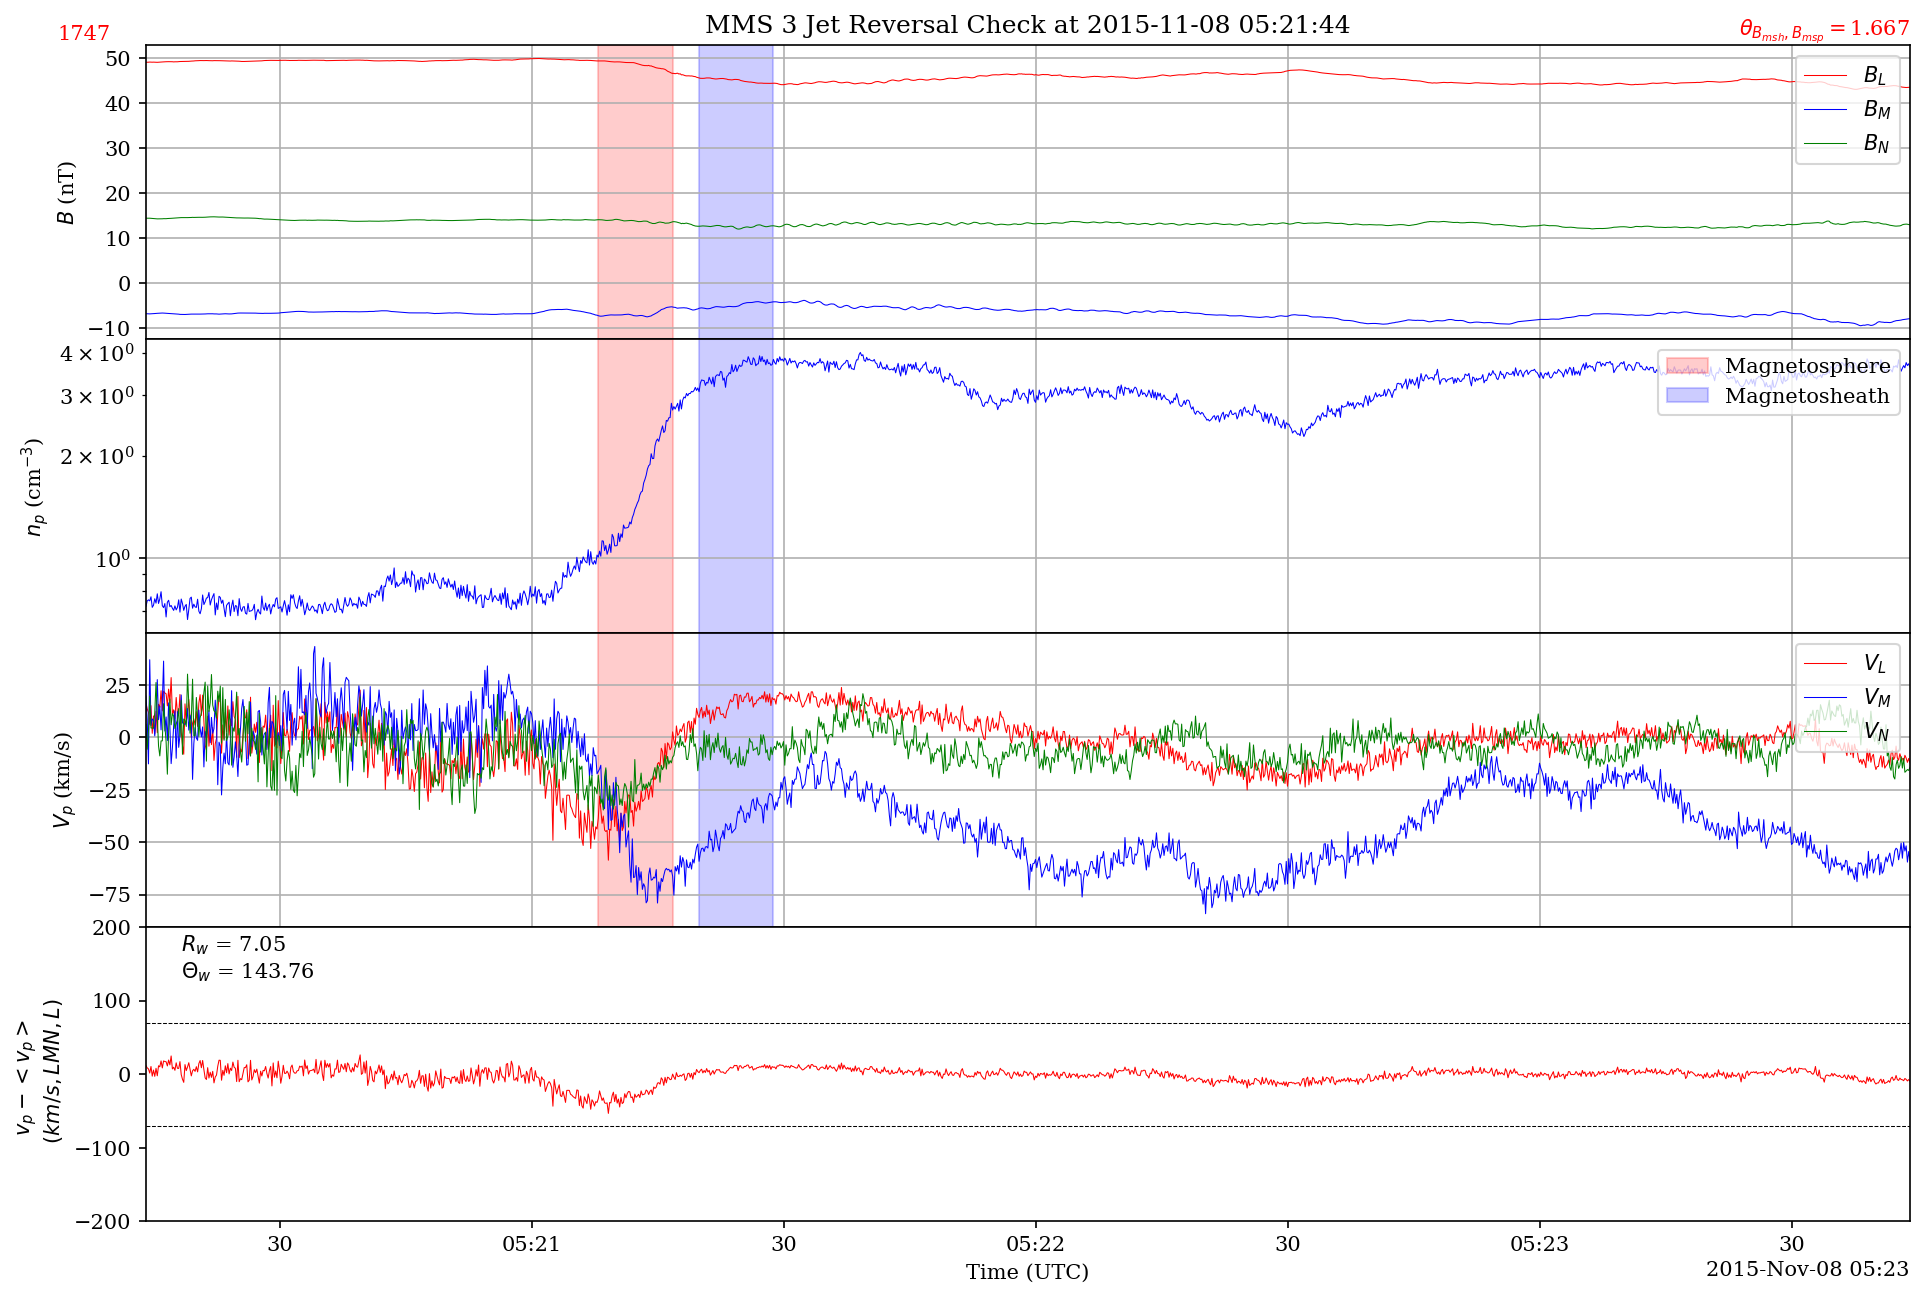 1747
MMS 3 Jet Reversal Check at 2015-11-08 05:21:44
θ_{B_{msh}, B_{msp}} = 1.667
50
40
30
20
10
0
−10
B (nT)
B_L
B_M
B_N
4 × 10⁰
3 × 10⁰
2 × 10⁰
10⁰
n_p (cm⁻³)
Magnetosphere
Magnetosheath
25
0
−25
−50
−75
V_p (km/s)
V_L
V_M
V_N
200
100
0
−100
−200
v_p − < v_p >
(km/s, LMN, L)
R_w = 7.05
Θ_w = 143.76
30
05:21
30
05:22
30
05:23
30
Time (UTC)
2015-Nov-08 05:23